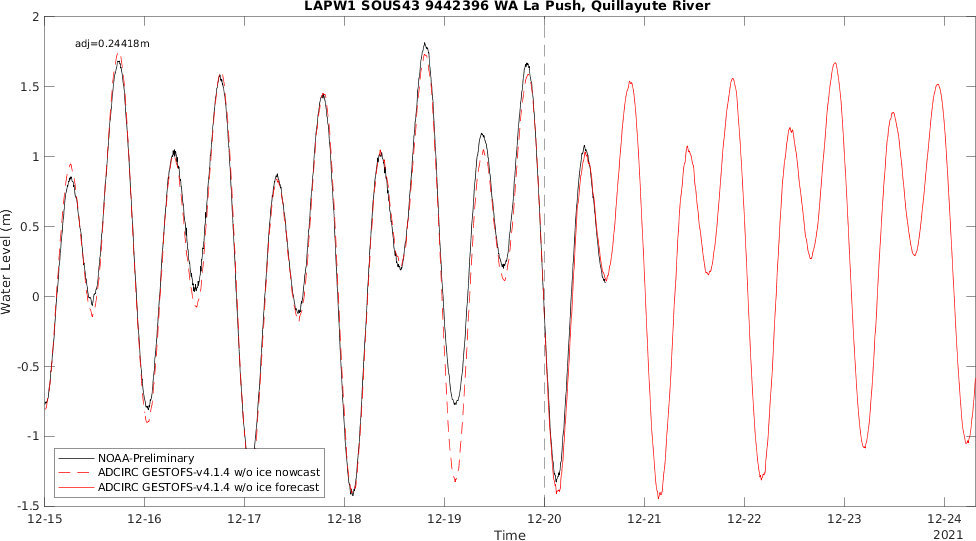 LAPW1 SOUS43 9442396 WA La Push, Quillayute River
adj=0.24418m
2
1.5
1
0.5
0
-0.5
-1
-1.5
Water Level (m)
NOAA-Preliminary
ADCIRC GESTOFS-v4.1.4 w/o ice nowcast
ADCIRC GESTOFS-v4.1.4 w/o ice forecast
12-15 12-16 12-17 12-18 12-19 12-20 12-21 12-22 12-23 12-24
2021
Time